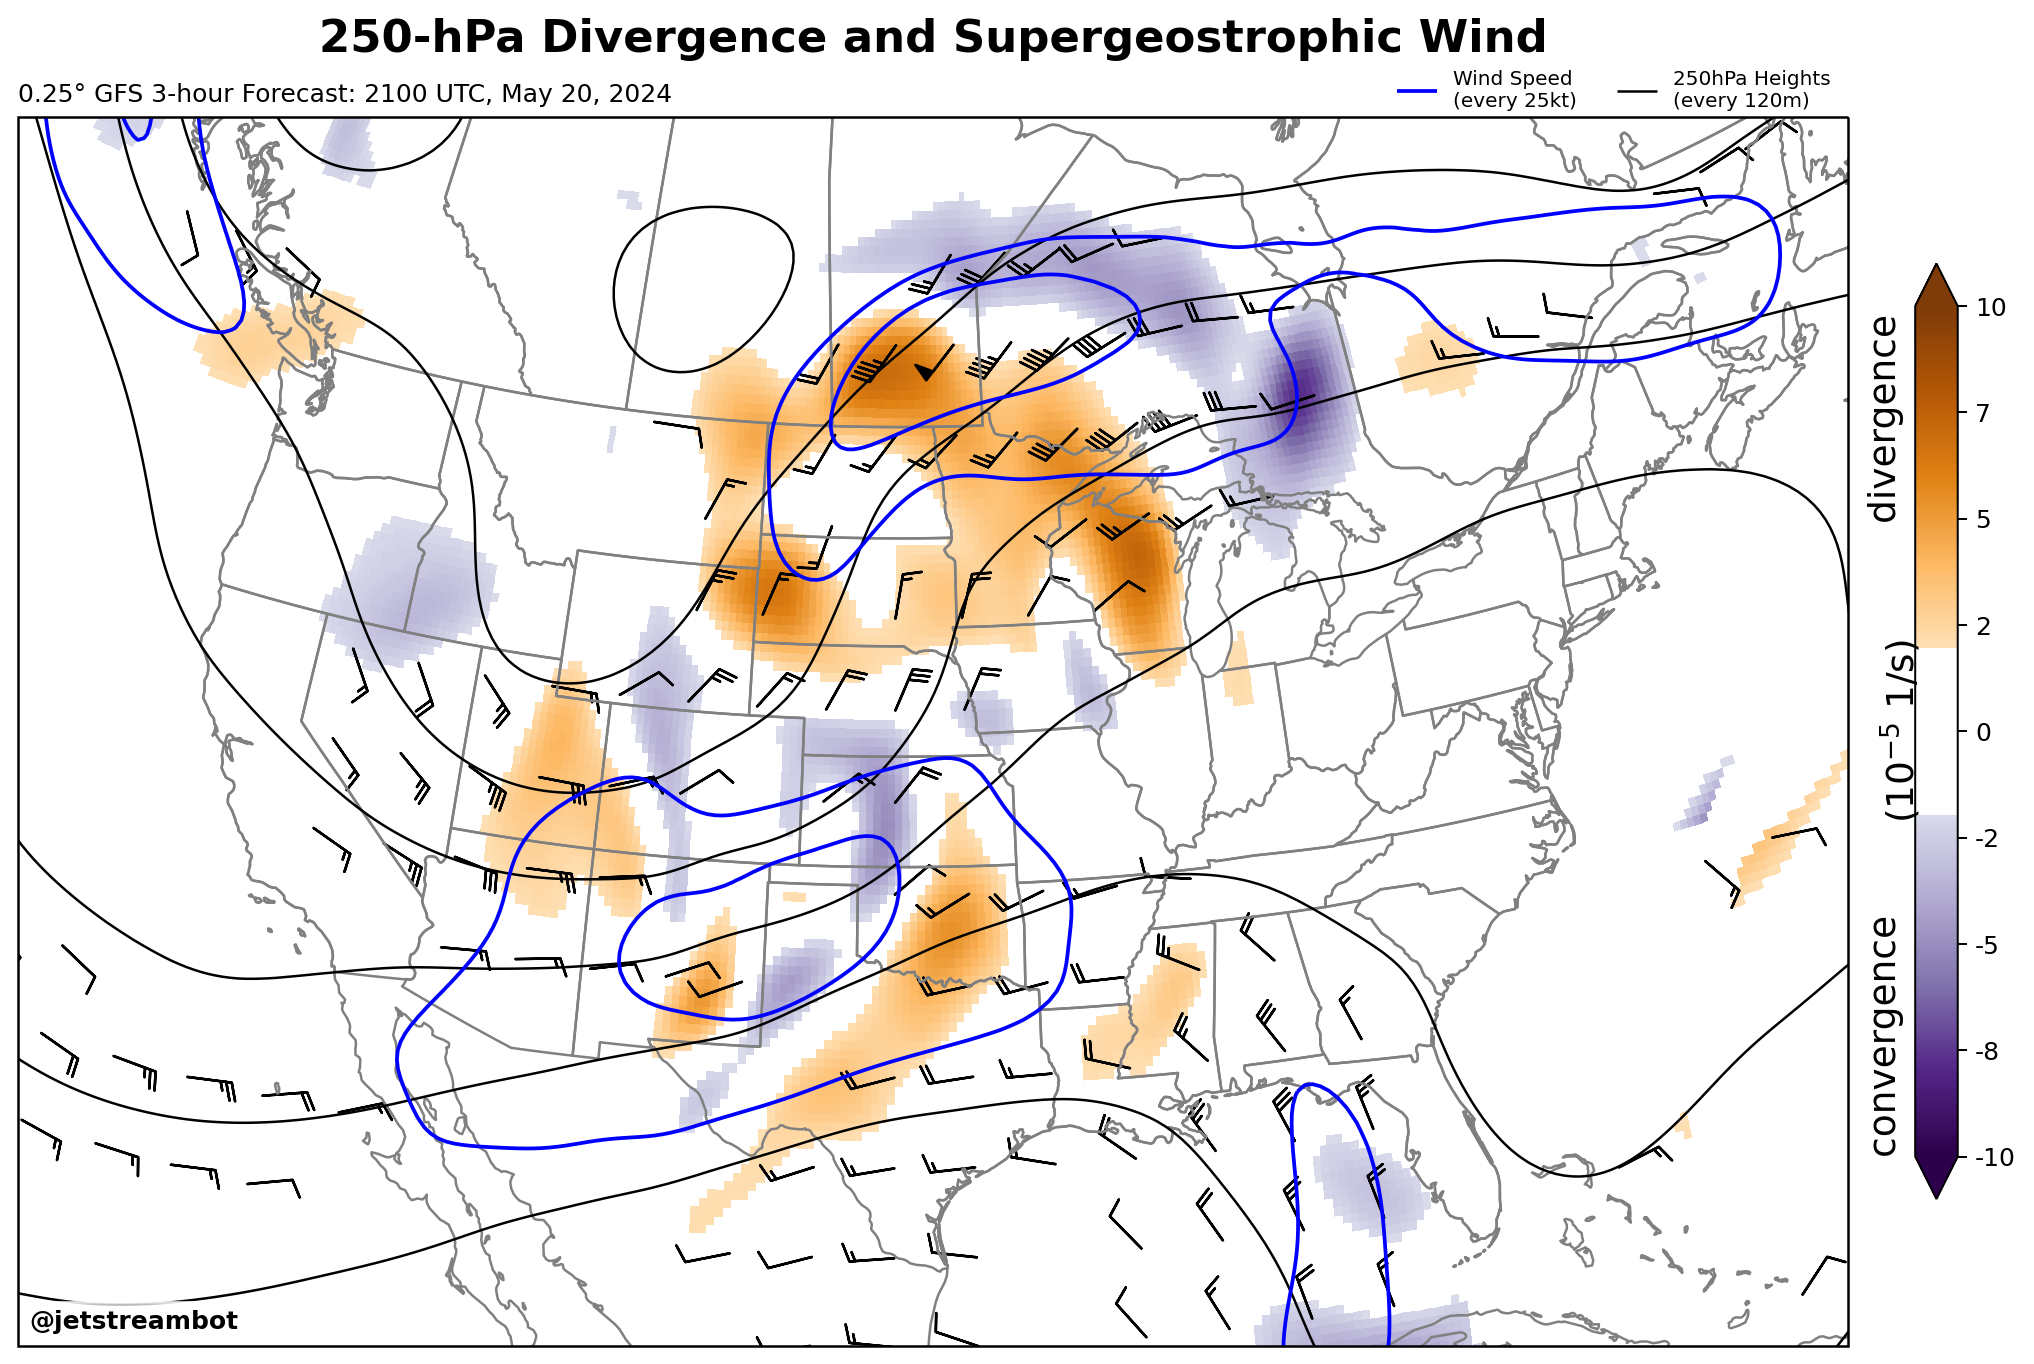 250-hPa Divergence and Supergeostrophic Wind
0.25° GFS 3-hour Forecast: 2100 UTC, May 20, 2024
Wind Speed
(every 25kt)
250hPa Heights
(every 120m)
10
7
5
2
0
-2
-5
-8
-10
divergence
(10⁻⁵ 1/s)
convergence
@jetstreambot